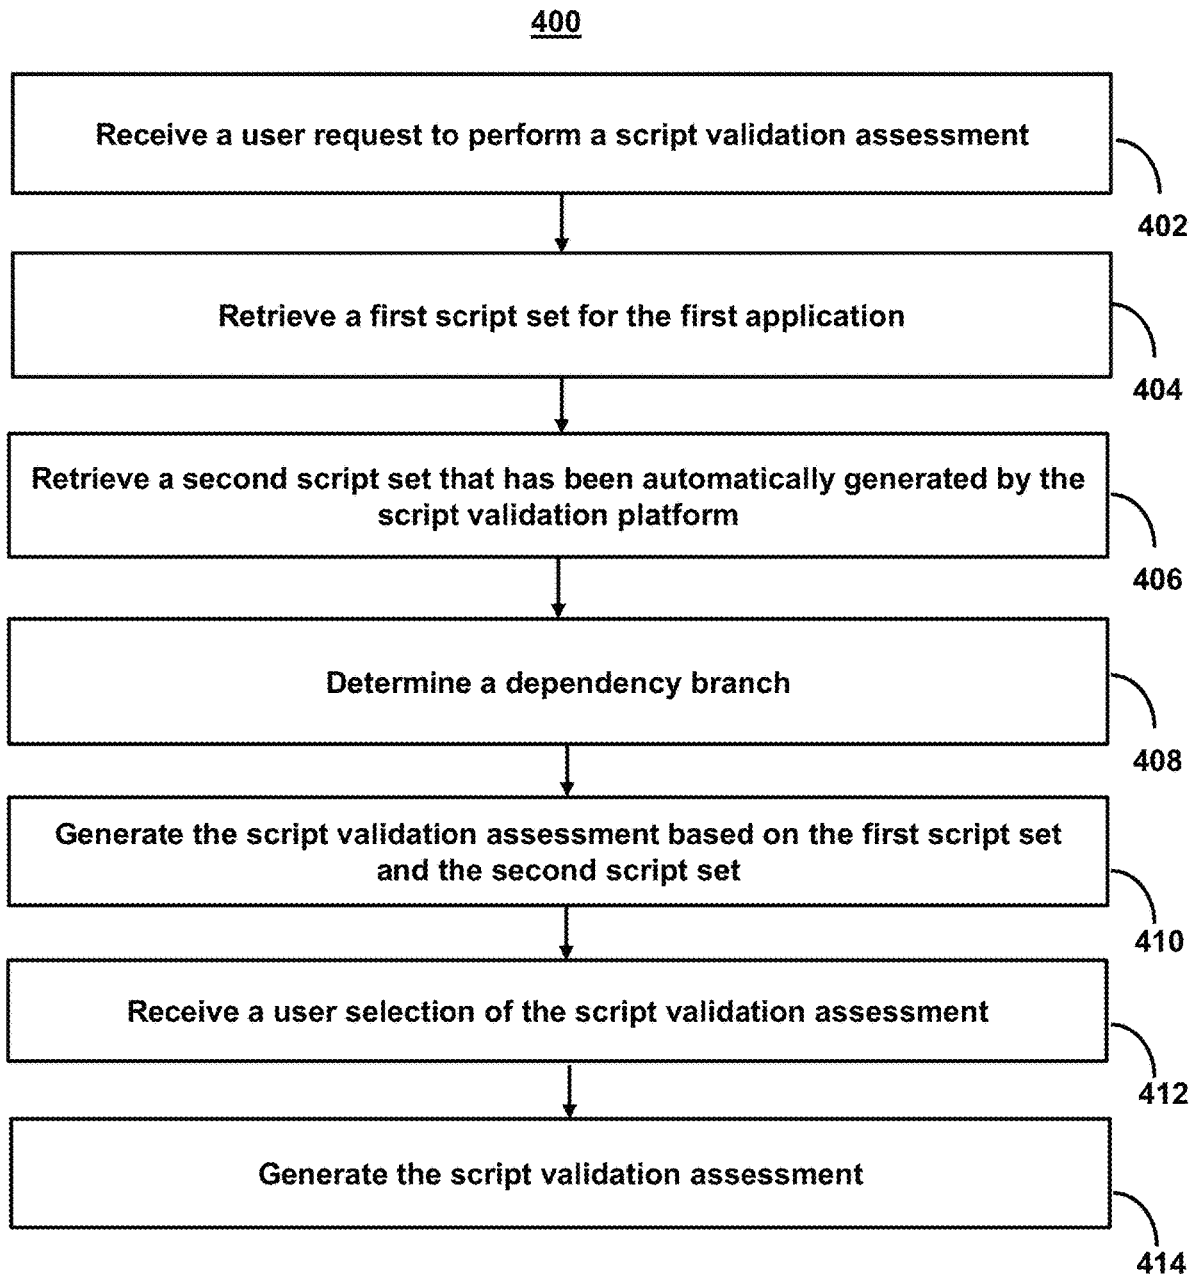 400
Receive a user request to perform a script validation assessment
402
Retrieve a first script set for the first application
404
Retrieve a second script set that has been automatically generated by the
script validation platform
406
Determine a dependency branch
408
Generate the script validation assessment based on the first script set
and the second script set
410
Receive a user selection of the script validation assessment
412
Generate the script validation assessment
414